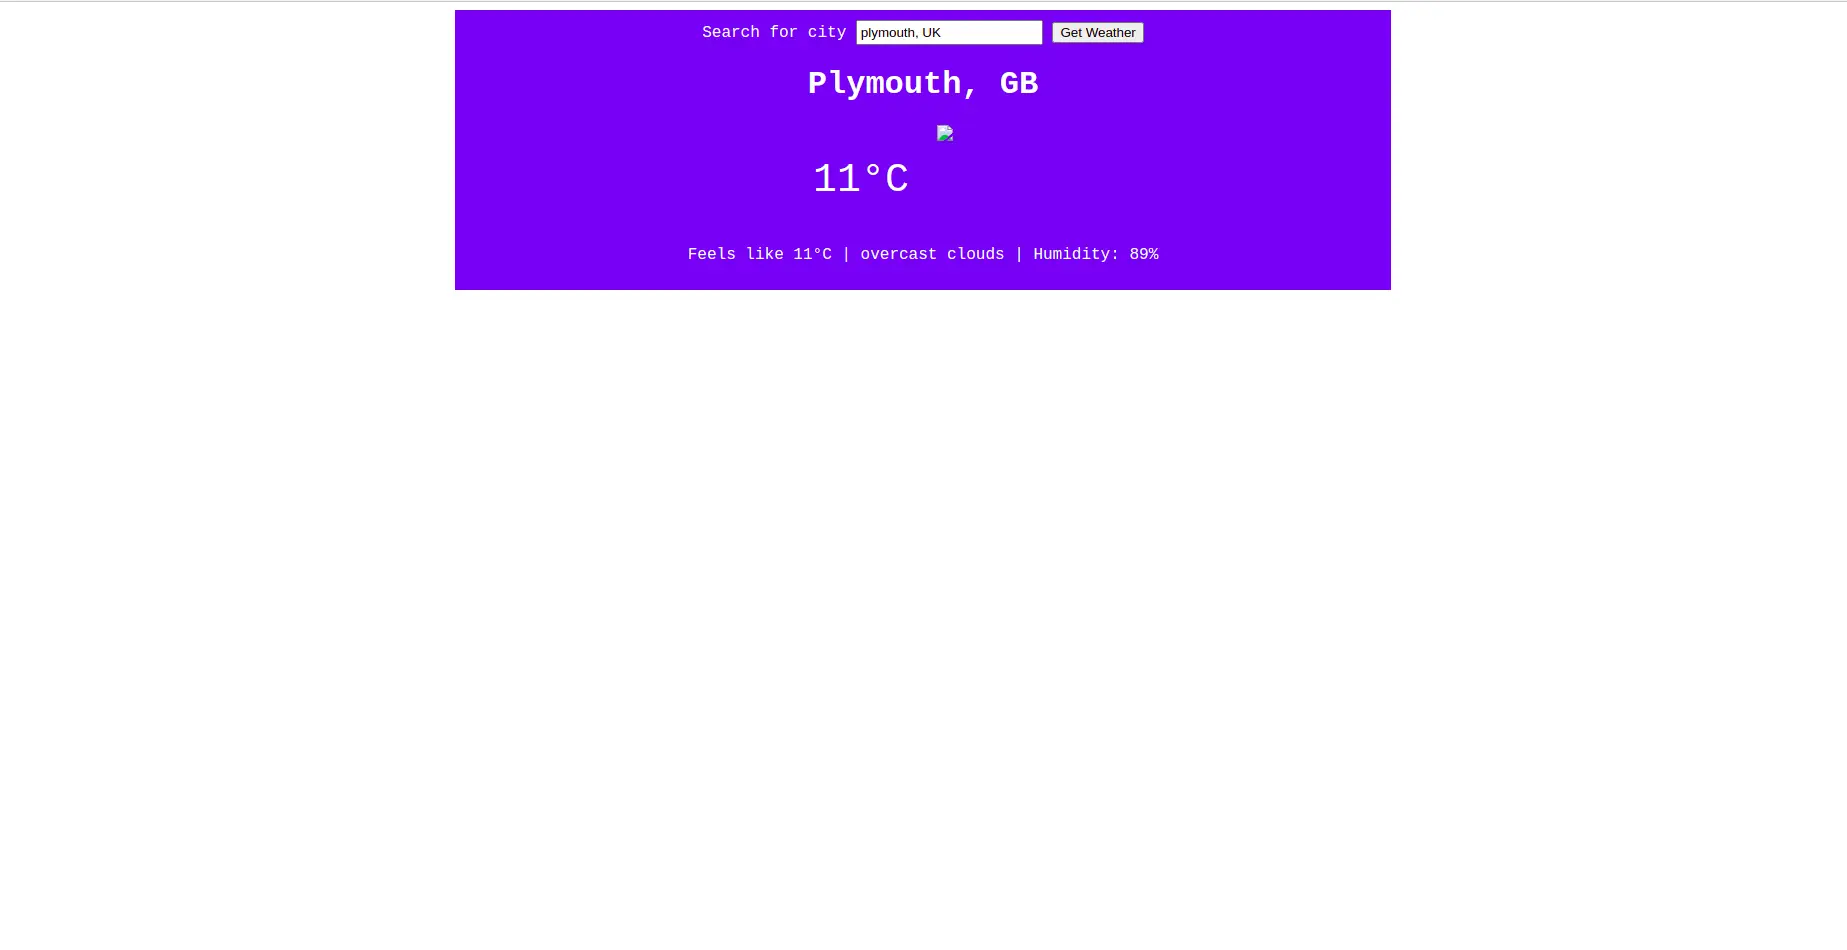 Search for city plymouth, UK Get Weather
Plymouth, GB
11°C
Feels like 11°C | overcast clouds | Humidity: 89%